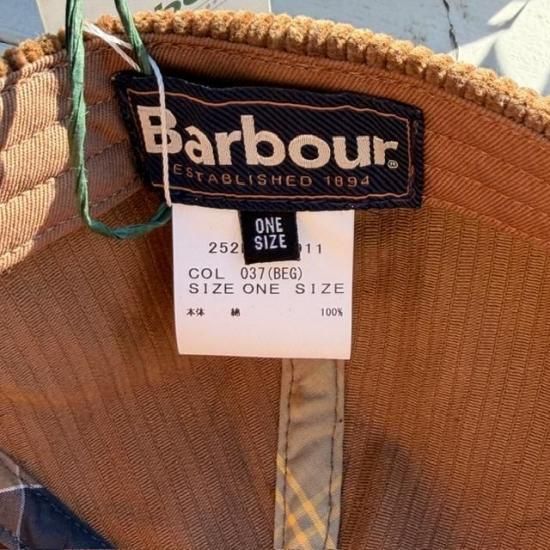 Barbour®
ESTABLISHED 1894
ONE
SIZE
COL 037(BEG)
SIZE ONE SIZE
本体 綿 100%